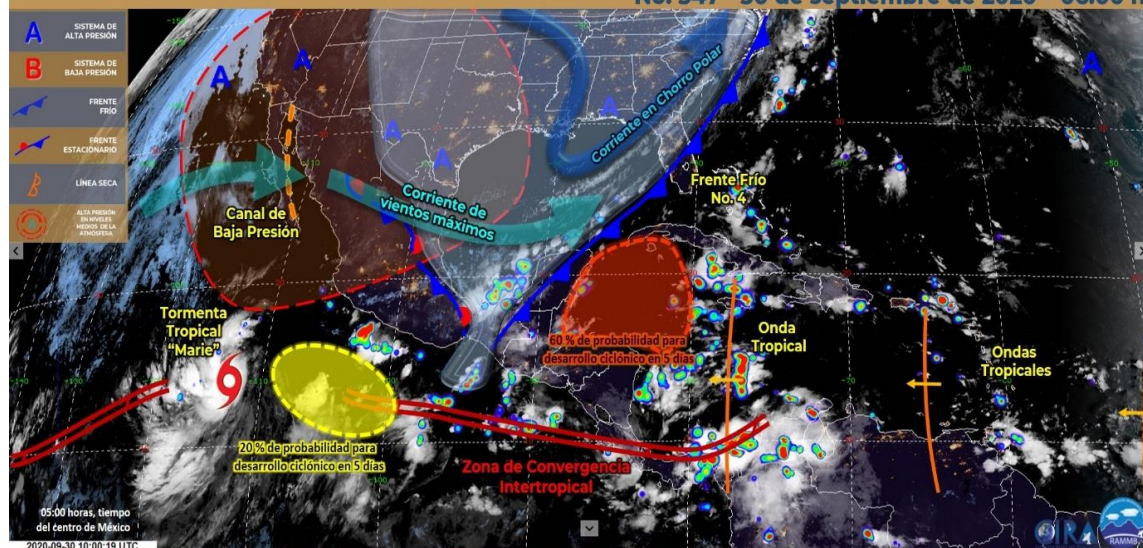 No. 547 - 30 de septiembre de 2020 - 06:00 h
A
SISTEMA DE
ALTA PRESIÓN
B
SISTEMA DE
BAJA PRESIÓN
FRENTE
FRÍO
FRENTE
ESTACIONARIO
LÍNEA SECA
ALTA PRESIÓN
EN NIVELES
MEDIOS DE LA
ATMÓSFERA
A
A
A
A
A
A
Corriente en Chorro Polar
Corriente de
vientos máximos
Canal de
Baja Presión
Frente Frío
No. 4
Tormenta
Tropical
"Marie"
60 % de probabilidad para
desarrollo ciclónico en 5 días
Onda
Tropical
Ondas
Tropicales
20 % de probabilidad para
desarrollo ciclónico en 5 días
Zona de Convergencia
Intertropical
05:00 horas, tiempo
del centro de México
2020-09-30 10:00:19 UTC
CIRA
RAMMB